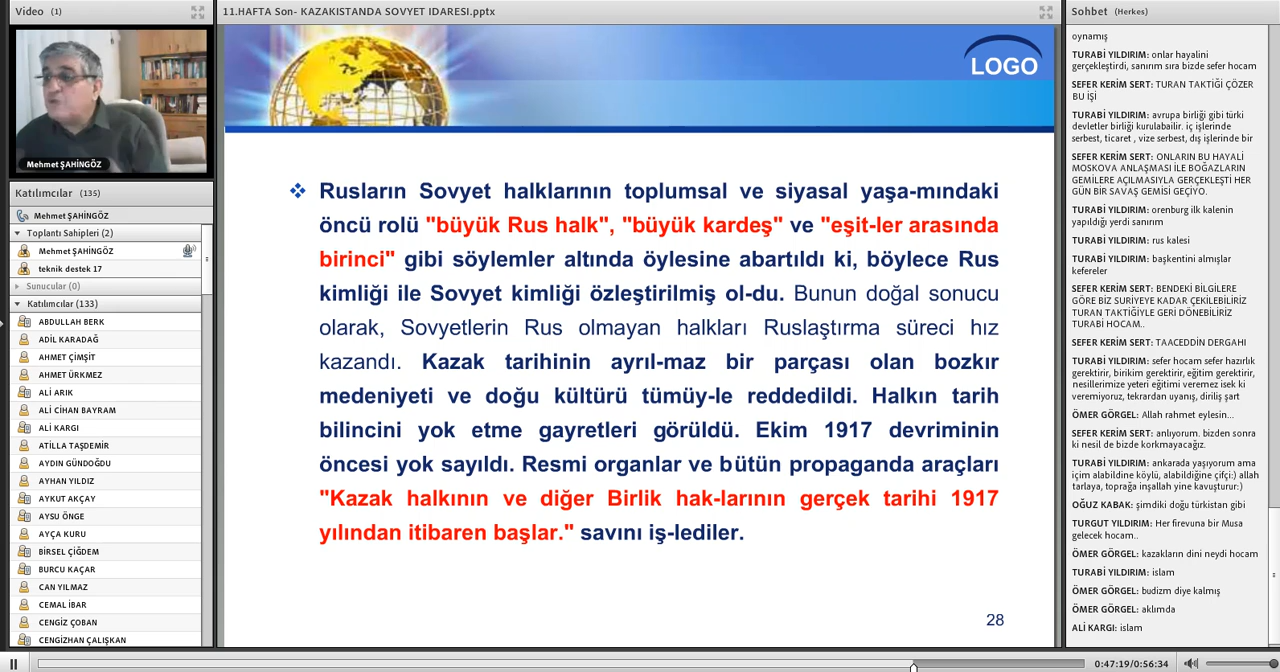 Video (1)
Mehmet ŞAHİNGÖZ
Katılımcılar (135)
Mehmet ŞAHİNGÖZ
Toplantı Sahipleri (2)
Mehmet ŞAHİNGÖZ
teknik destek 17
Sunucular (0)
Katılımcılar (133)
ABDULLAH BERK
ADİL KARADAĞ
AHMET ÇİMŞİT
AHMET ÜRKMEZ
ALİ ARIK
ALİ CİHAN BAYRAM
ALİ KARGI
ATİLLA TAŞDEMİR
AYDIN GÜNDOĞDU
AYHAN YILDIZ
AYKUT AKÇAY
AYSU ÖNGE
AYÇA KURU
BİRSEL ÇİĞDEM
BURCU KAÇAR
CAN YILMAZ
CEMAL İBAR
CENGİZ ÇOBAN
CENGİZHAN ÇALIŞKAN
11.HAFTA Son- KAZAKISTANDA SOVYET IDARESI.pptx
LOGO
Rusların Sovyet halklarının toplumsal ve siyasal yaşa-mındaki
öncü rolü "büyük Rus halk", "büyük kardeş" ve "eşit-ler arasında
birinci" gibi söylemler altında öylesine abartıldı ki, böylece Rus
kimliği ile Sovyet kimliği özleştirilmiş ol-du. Bunun doğal sonucu
olarak, Sovyetlerin Rus olmayan halkları Ruslaştırma süreci hız
kazandı. Kazak tarihinin ayrıl-maz bir parçası olan bozkır
medeniyeti ve doğu kültürü tümüy-le reddedildi. Halkın tarih
bilincini yok etme gayretleri görüldü. Ekim 1917 devriminin
öncesi yok sayıldı. Resmi organlar ve bütün propaganda araçları
"Kazak halkının ve diğer Birlik hak-larının gerçek tarihi 1917
yılından itibaren başlar." savını iş-lediler.
28
Sohbet (Herkes)
oynamış
TURABİ YILDIRIM: onlar hayalini
gerçekleştirdi, sanırım sıra bizde sefer hocam
SEFER KERİM SERT: TURAN TAKTİĞİ ÇÖZER
BU İŞİ
TURABİ YILDIRIM: avrupa birliği gibi türki
devletler birliği kurulabailir. iç işlerinde
serbest, ticaret , vize serbest, dış işlerinde bir
SEFER KERİM SERT: ONLARIN BU HAYALİ
MOSKOVA ANLAŞMASI İLE BOĞAZLARIN
GEMİLERE AÇILMASIYLA GERÇEKLEŞTİ HER
GÜN BİR SAVAŞ GEMİSİ GEÇİYO.
TURABİ YILDIRIM: orenburg ilk kalenin
yapıldığı yerdi sanırım
TURABİ YILDIRIM: rus kalesi
TURABİ YILDIRIM: başkentini almışlar
kefereler
SEFER KERİM SERT: BENDEKİ BİLGİLERE
GÖRE BİZ SURİYEYE KADAR ÇEKİLEBİLİRİZ
TURAN TAKTİĞİYLE GERİ DÖNEBİLİRİZ
TURABİ HOCAM..
SEFER KERİM SERT: TAACEDDİN DERGAHI
TURABİ YILDIRIM: sefer hocam sefer hazırlık
gerektirir, birikim gerektirir, eğitim gerektirir,
nesillerimize yeteri eğitimi veremez isek ki
veremiyoruz, tekrardan uyanış, diriliş şart
ÖMER GÖRGEL: Allah rahmet eylesin...
SEFER KERİM SERT: anlıyorum. bizden sonra
ki nesil de bizde korkmayacağız.
TURABİ YILDIRIM: ankarada yaşıyorum ama
içim alabildine köylü, alabildiğine çifçi:) allah
tarlaya, toprağa inşallah yine kavuşturur:)
OĞUZ KABAK: şimdiki doğu türkistan gibi
TURGUT YILDIRIM: Her firevuna bir Musa
gelecek hocam..
ÖMER GÖRGEL: kazakların dini neydi hocam
TURABİ YILDIRIM: islam
ÖMER GÖRGEL: budizm diye kalmış
ÖMER GÖRGEL: aklımda
ALİ KARGI: islam
0:47:19/0:56:34